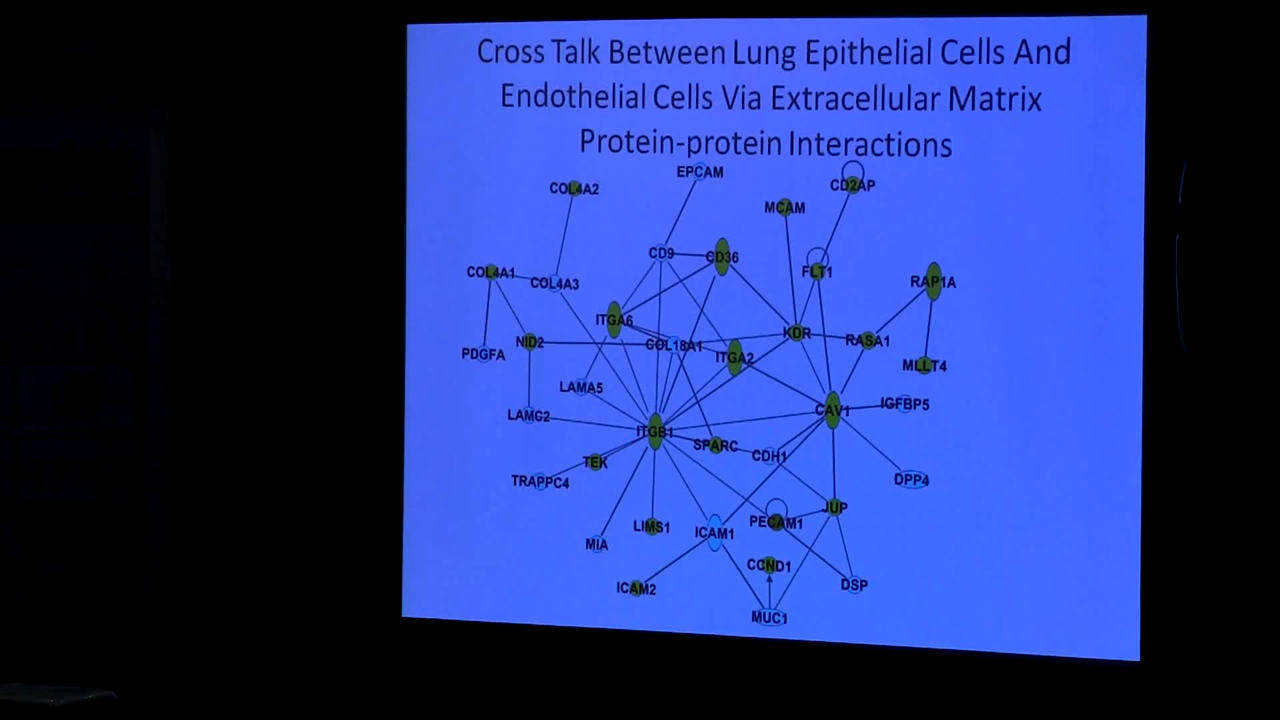 Cross Talk Between Lung Epithelial Cells And
Endothelial Cells Via Extracellular Matrix
Protein-protein Interactions
EPCAM
CD2AP
COL4A2
MCAM
CD9
CD36
FLT1
COL4A1
COL4A3
RAP1A
ITGA6
KDR
RASA1
NID2
COL18A1
PDGFA
ITGA2
MLLT4
LAMA5
IGFBP5
CAV1
LAMC2
ITGB1
SPARC
CDH1
TEK
TRAPPC4
DPP4
JUP
PECAM1
LIMS1
ICAM1
MIA
CCND1
ICAM2
DSP
MUC1